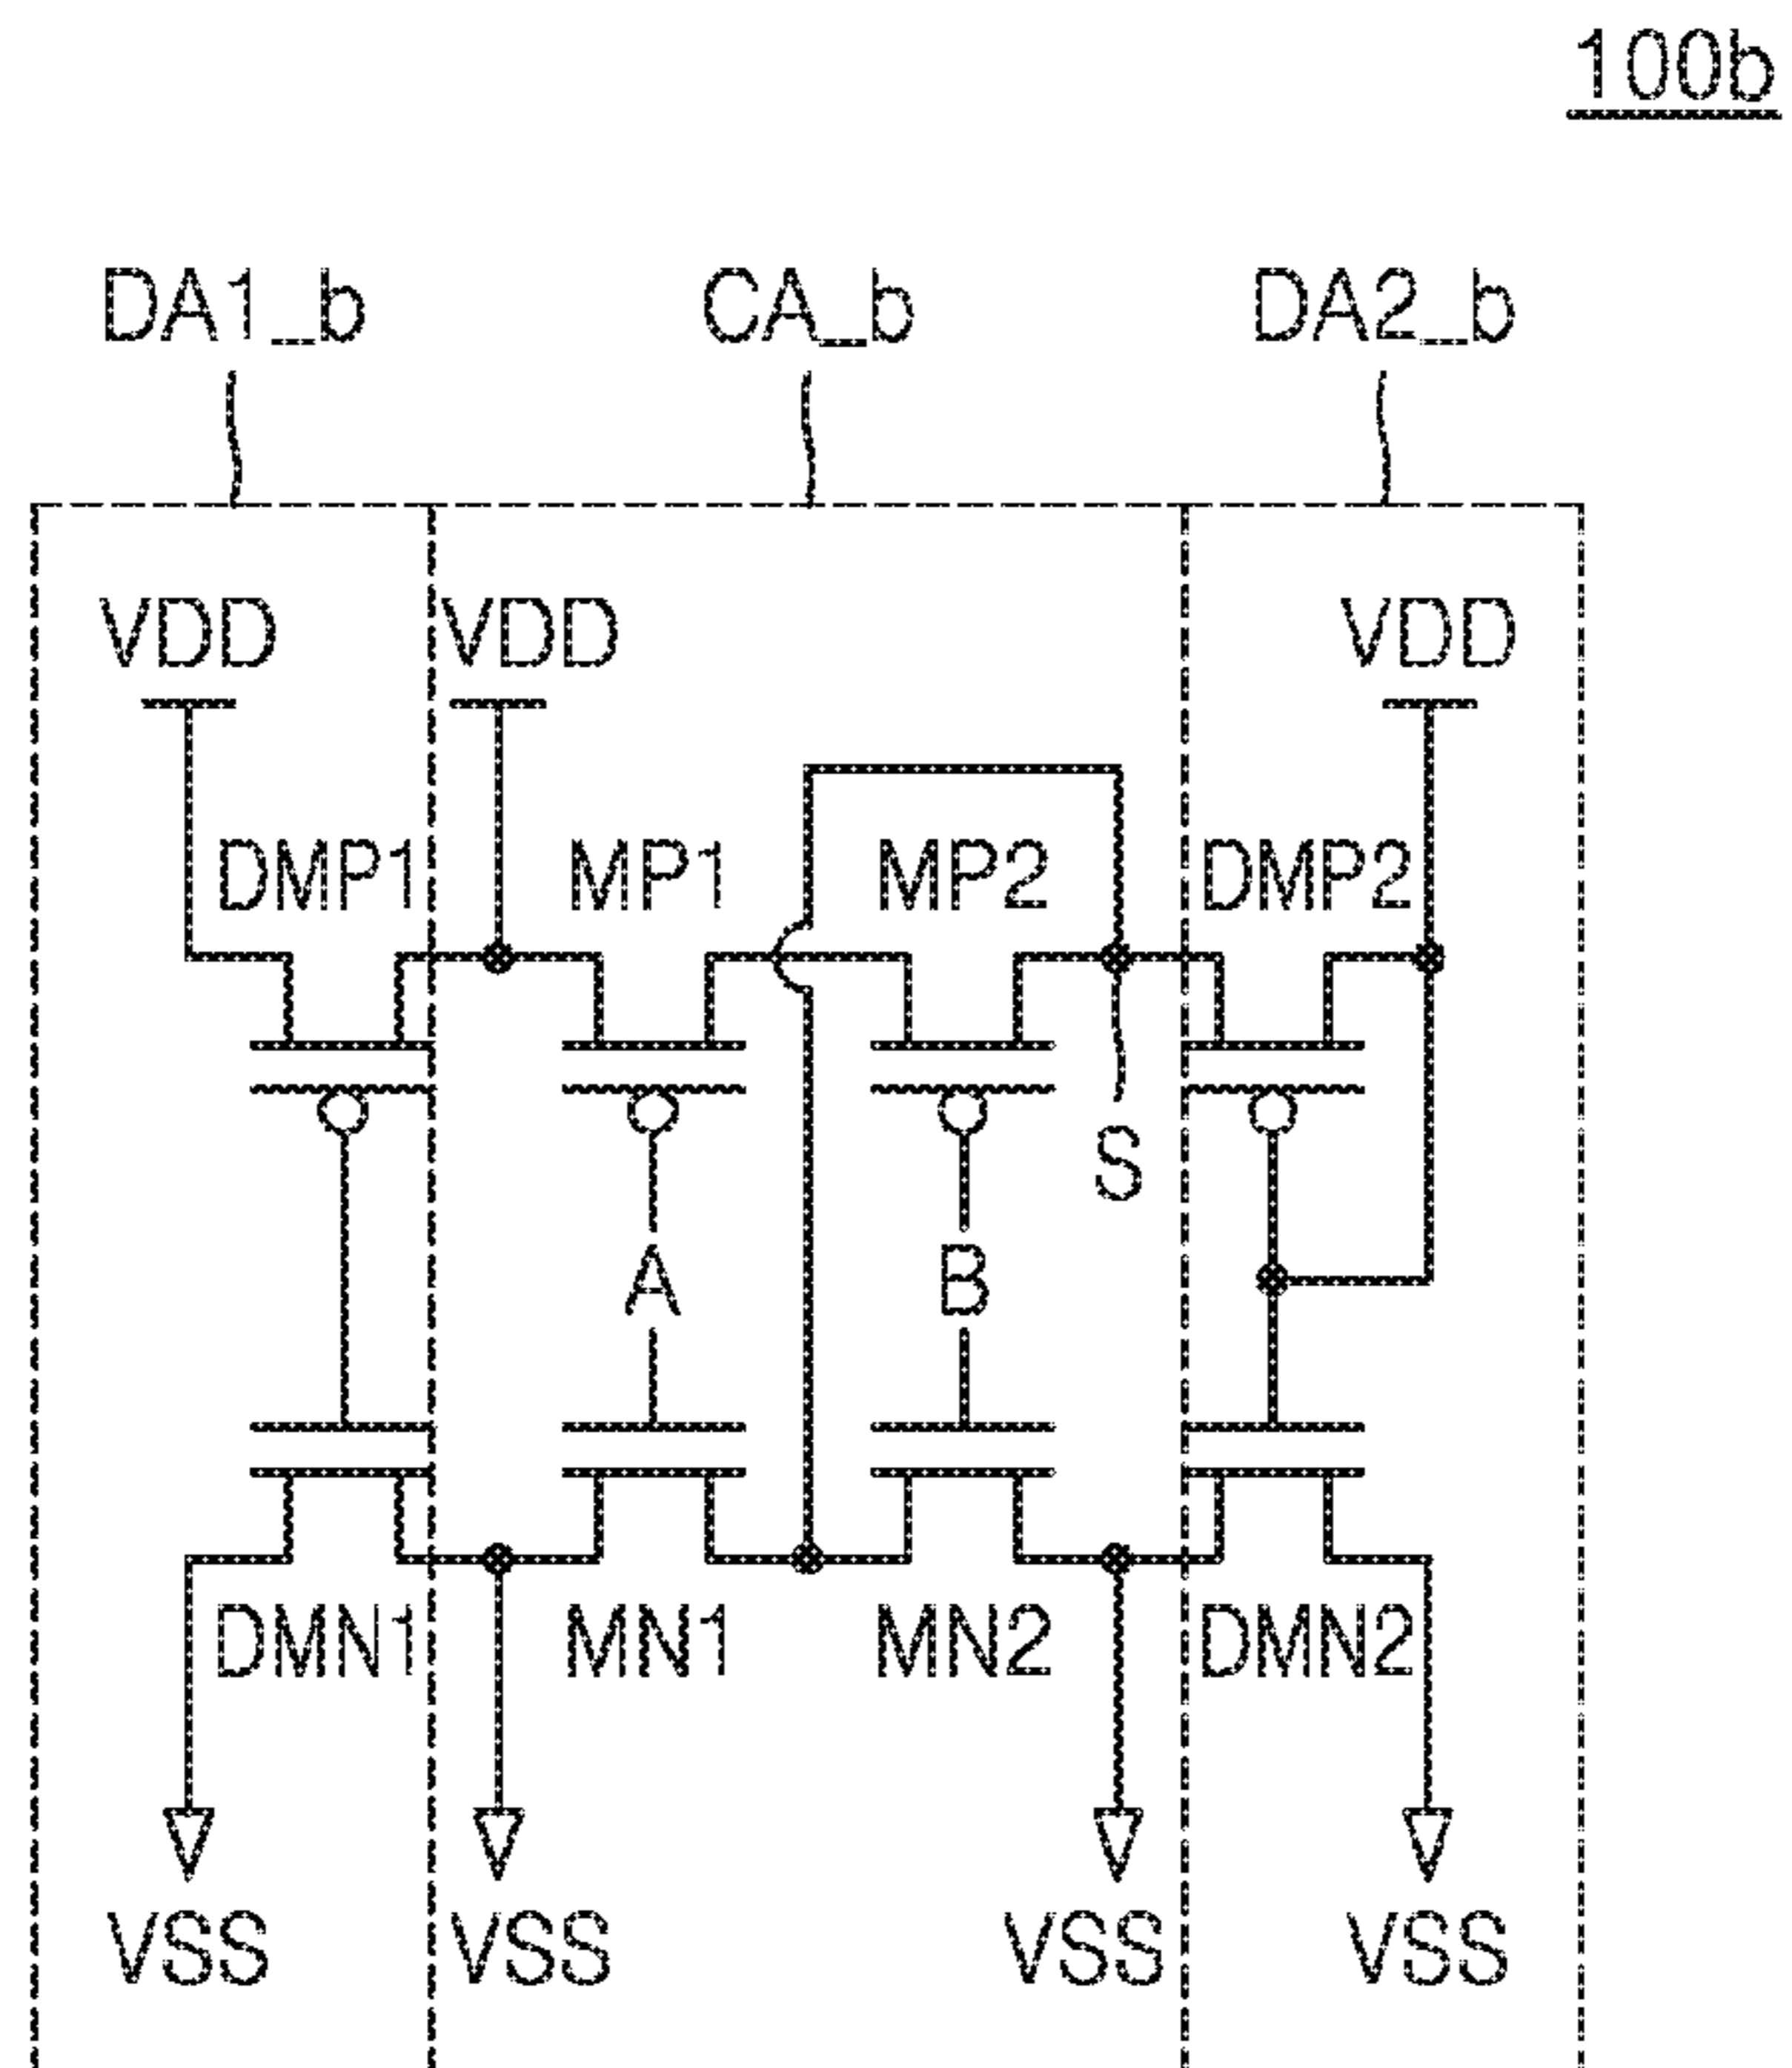 100b
DA1_b CA_b DA2_b
VDD VDD VDD
DMP1 MP1 MP2 DMP2
S
A B
DMN1 MN1 MN2 DMN2
VSS VSS VSS VSS